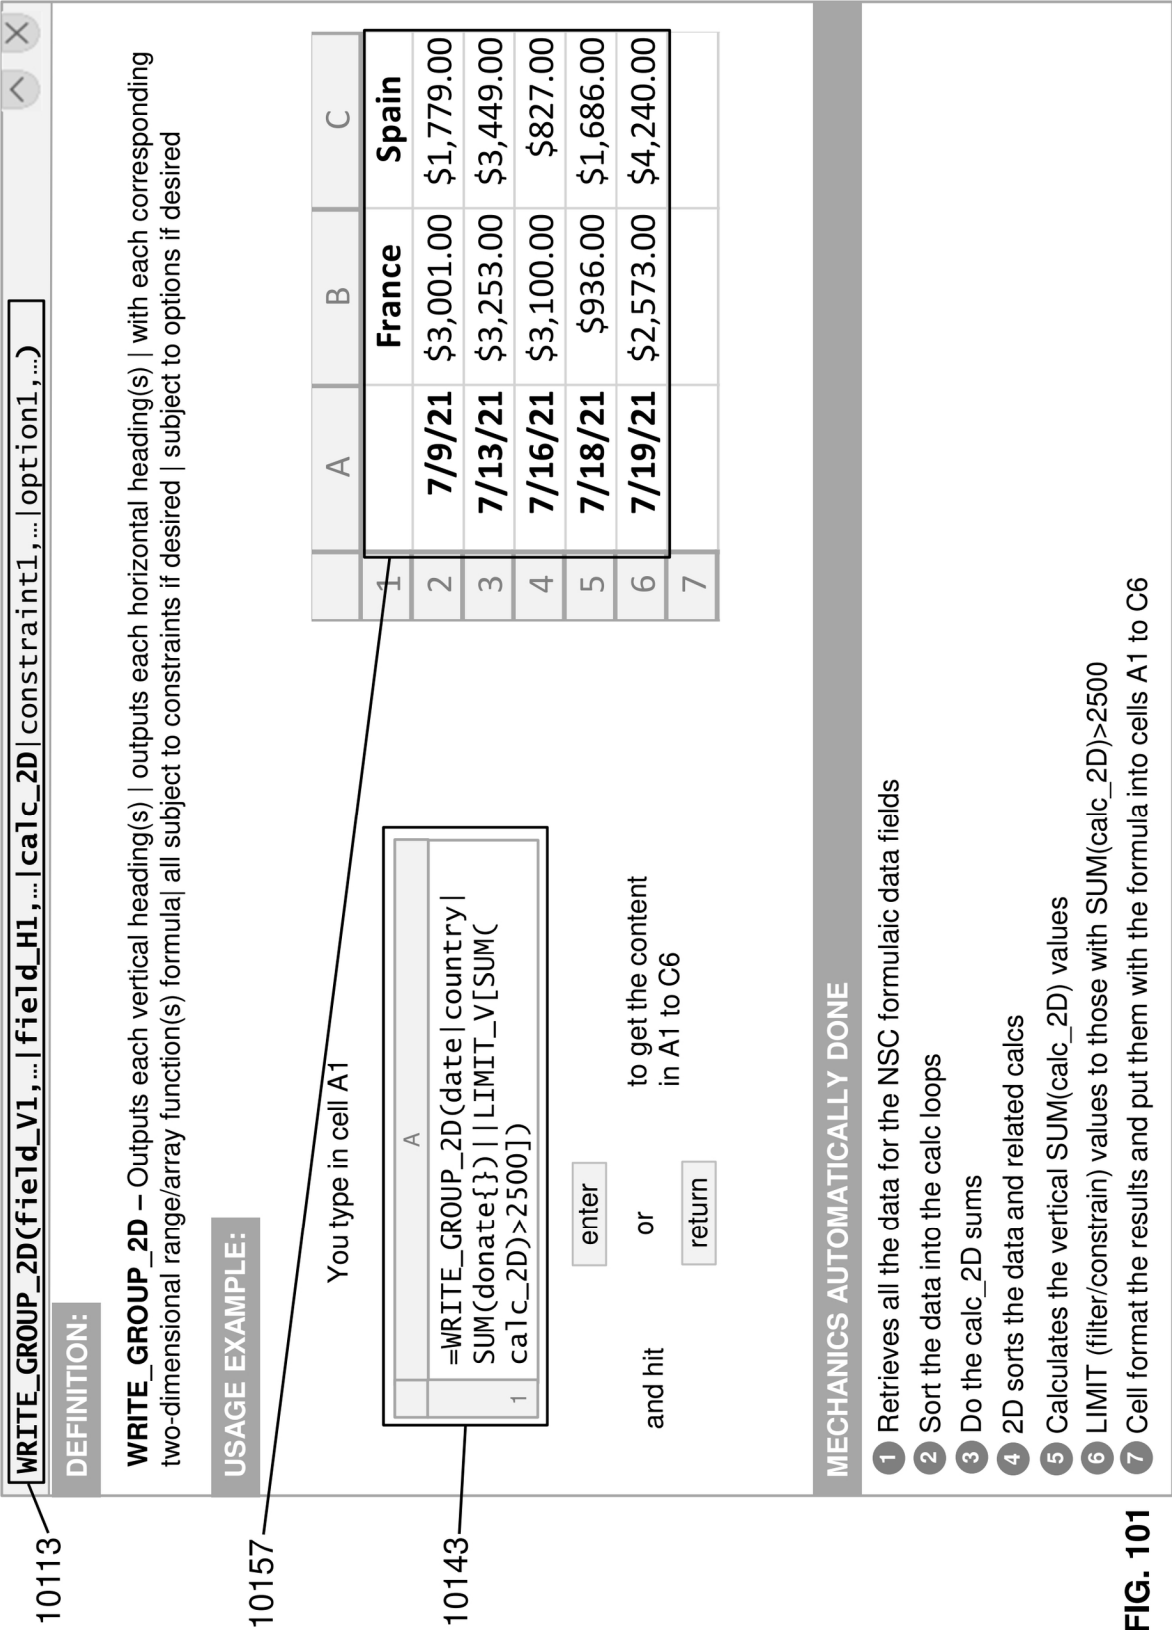 WRITE_GROUP_2D(field_V1,…|field_H1,…|calc_2D|constraint1,…|option1,…)
DEFINITION:
WRITE_GROUP_2D – Outputs each vertical heading(s) | outputs each horizontal heading(s) | with each corresponding
two-dimensional range/array function(s) formula| all subject to constraints if desired | subject to options if desired
USAGE EXAMPLE:
You type in cell A1
A
1
=WRITE_GROUP_2D(date|country|
SUM(donate{})||LIMIT_V[SUM(
calc_2D)>2500])
and hit
enter
or
return
to get the content
in A1 to C6
A B C
1 France Spain
2 7/9/21 $3,001.00 $1,779.00
3 7/13/21 $3,253.00 $3,449.00
4 7/16/21 $3,100.00 $827.00
5 7/18/21 $936.00 $1,686.00
6 7/19/21 $2,573.00 $4,240.00
7
MECHANICS AUTOMATICALLY DONE
1 Retrieves all the data for the NSC formulaic data fields
2 Sort the data into the calc loops
3 Do the calc_2D sums
4 2D sorts the data and related calcs
5 Calculates the vertical SUM(calc_2D) values
6 LIMIT (filter/constrain) values to those with SUM(calc_2D)>2500
7 Cell format the results and put them with the formula into cells A1 to C6
10113
10157
10143
FIG. 101